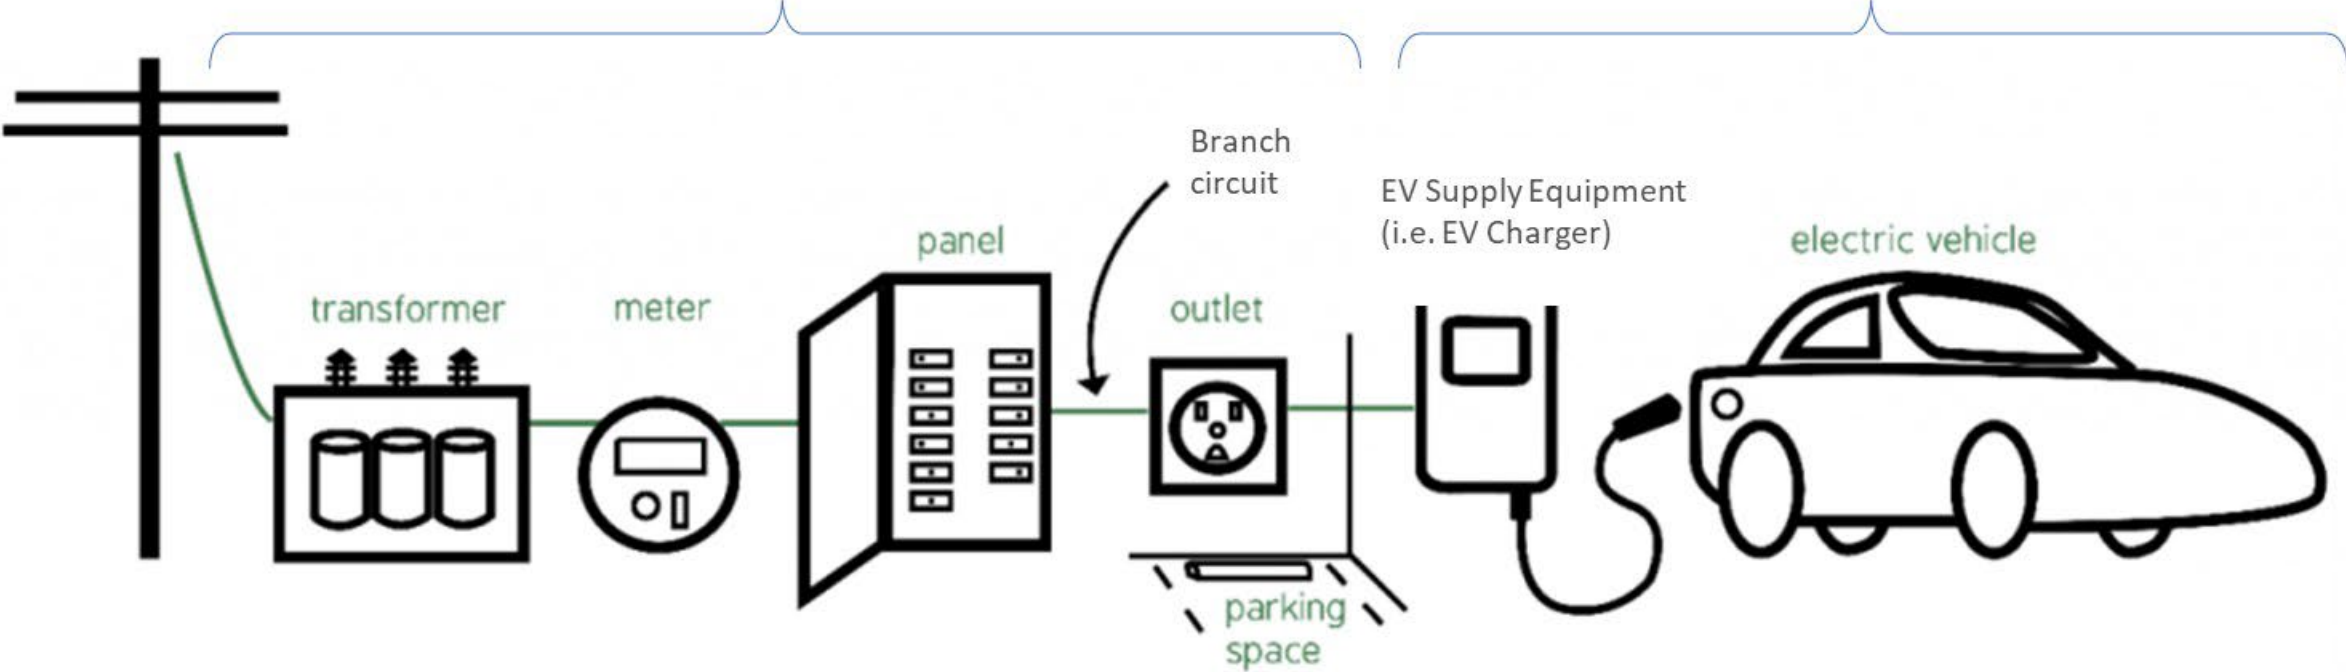 Branch
circuit
EV Supply Equipment
(i.e. EV Charger)
panel
electric vehicle
transformer
meter
outlet
parking
space